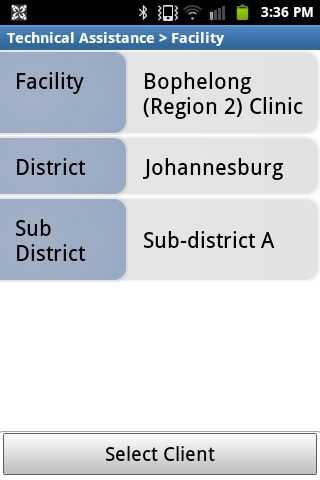 3:36 PM
Technical Assistance > Facility
Facility
Bophelong
(Region 2) Clinic
District
Johannesburg
Sub
District
Sub-district A
Select Client